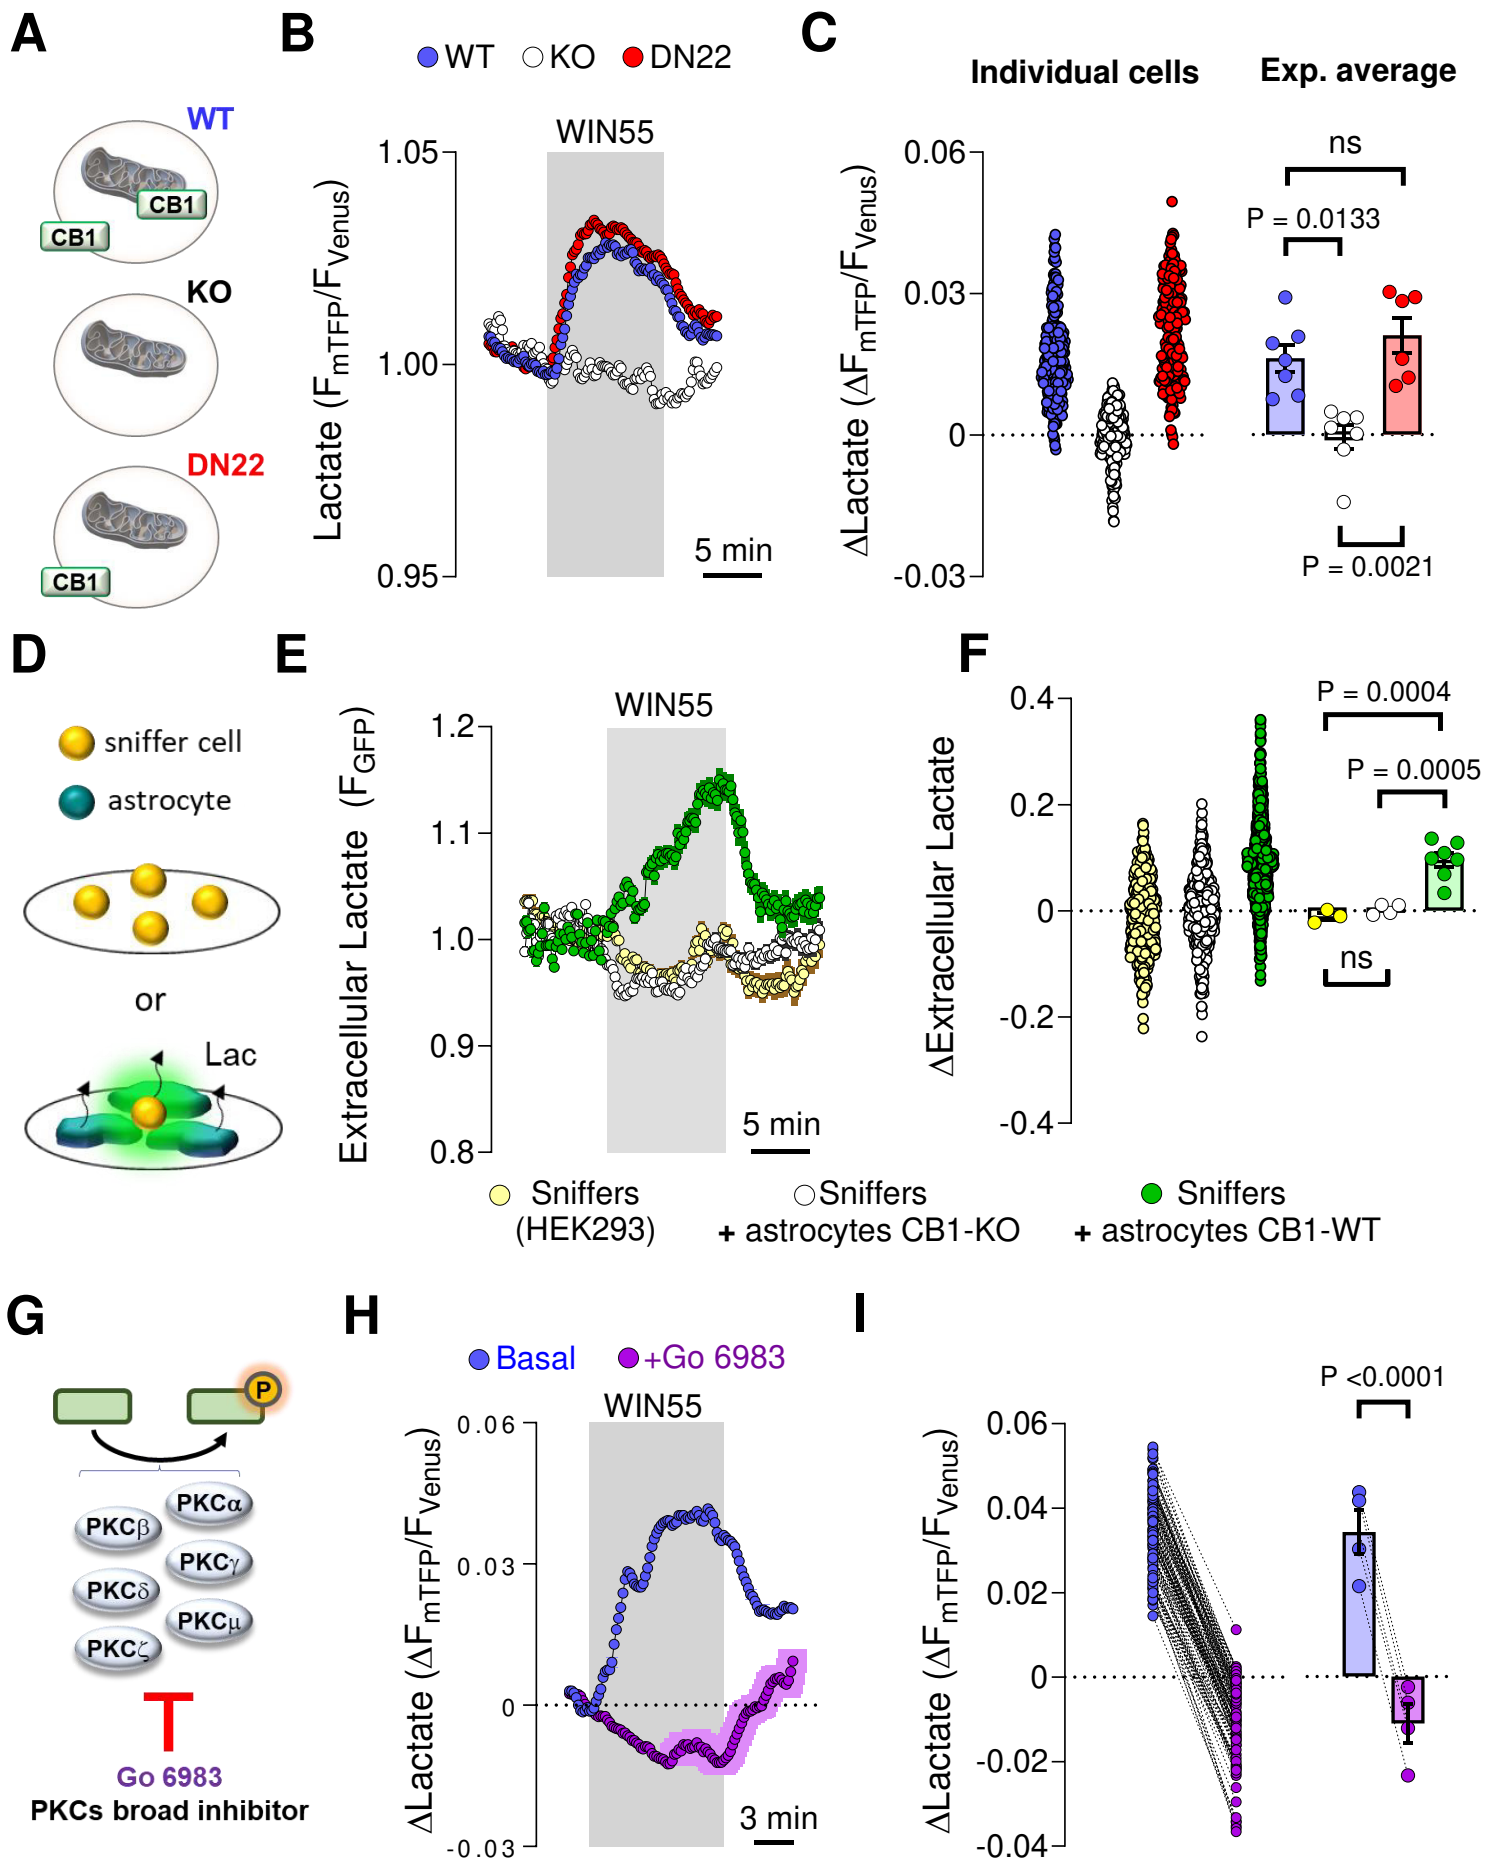 A
WT
CB1
CB1
KO
DN22
CB1
B
WT KO DN22
WIN55
Lactate (FmTFP/FVenus)
1.05
1.00
0.95
5 min
C
Individual cells Exp. average
ΔLactate (ΔFmTFP/FVenus)
0.06
0.03
0
-0.03
ns
P = 0.0133
P = 0.0021
D
sniffer cell
astrocyte
or
Lac
E
WIN55
Extracellular Lactate (FGFP)
1.2
1.1
1.0
0.9
0.8
5 min
F
ΔExtracellular Lactate
0.4
0.2
0
-0.2
-0.4
P = 0.0004
P = 0.0005
ns
Sniffers
(HEK293)
Sniffers
+ astrocytes CB1-KO
Sniffers
+ astrocytes CB1-WT
G
P
PKCα
PKCβ
PKCγ
PKCδ
PKCμ
PKCζ
Go 6983
PKCs broad inhibitor
H
Basal +Go 6983
WIN55
ΔLactate (ΔFmTFP/FVenus)
0.06
0.03
0
-0.03
3 min
I
P <0.0001
ΔLactate (ΔFmTFP/FVenus)
0.06
0.04
0.02
0
-0.02
-0.04